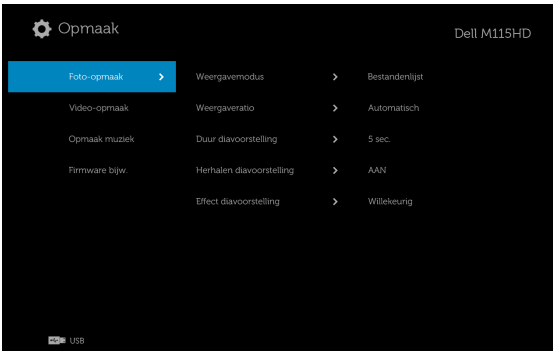 Opmaak
Dell M115HD
Foto-opmaak Weergavemodus Bestandenlijst
Video-opmaak Weergaveratio Automatisch
Opmaak muziek Duur diavoorstelling 5 sec.
Firmware bijw. Herhalen diavoorstelling AAN
Effect diavoorstelling Willekeurig
USB